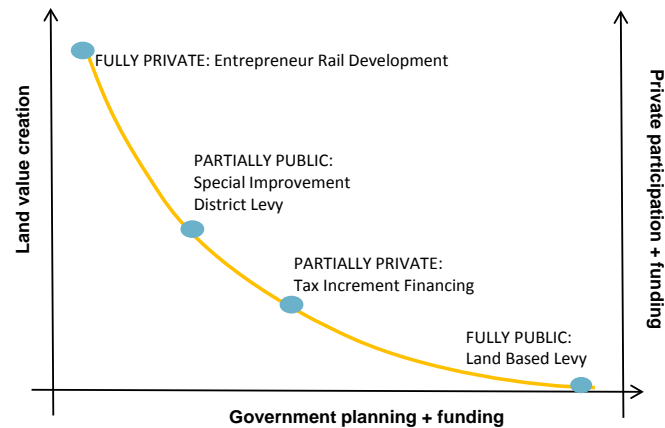 FULLY PRIVATE: Entrepreneur Rail Development
Land value creation
Private participation + funding
PARTIALLY PUBLIC:
Special Improvement
District Levy
PARTIALLY PRIVATE:
Tax Increment Financing
FULLY PUBLIC:
Land Based Levy
Government planning + funding